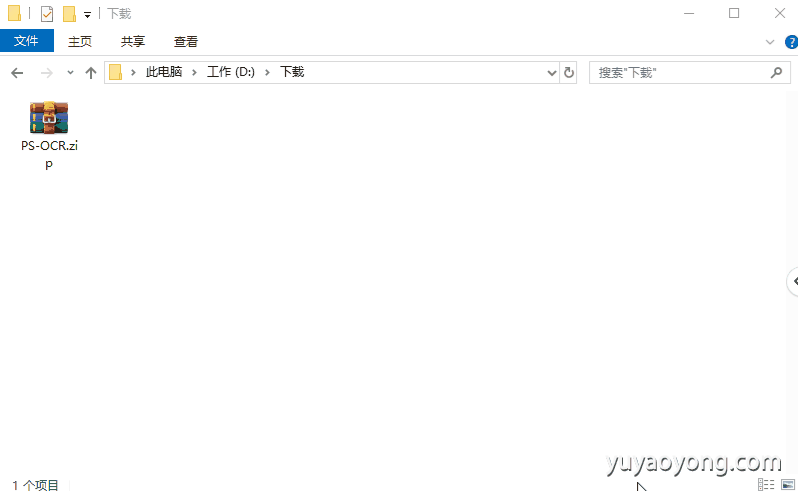 下载
文件 主页 共享 查看
此电脑 工作 (D:) 下载 搜索"下载"
PS-OCR.zi
p
yuyaoyong.com
1 个项目